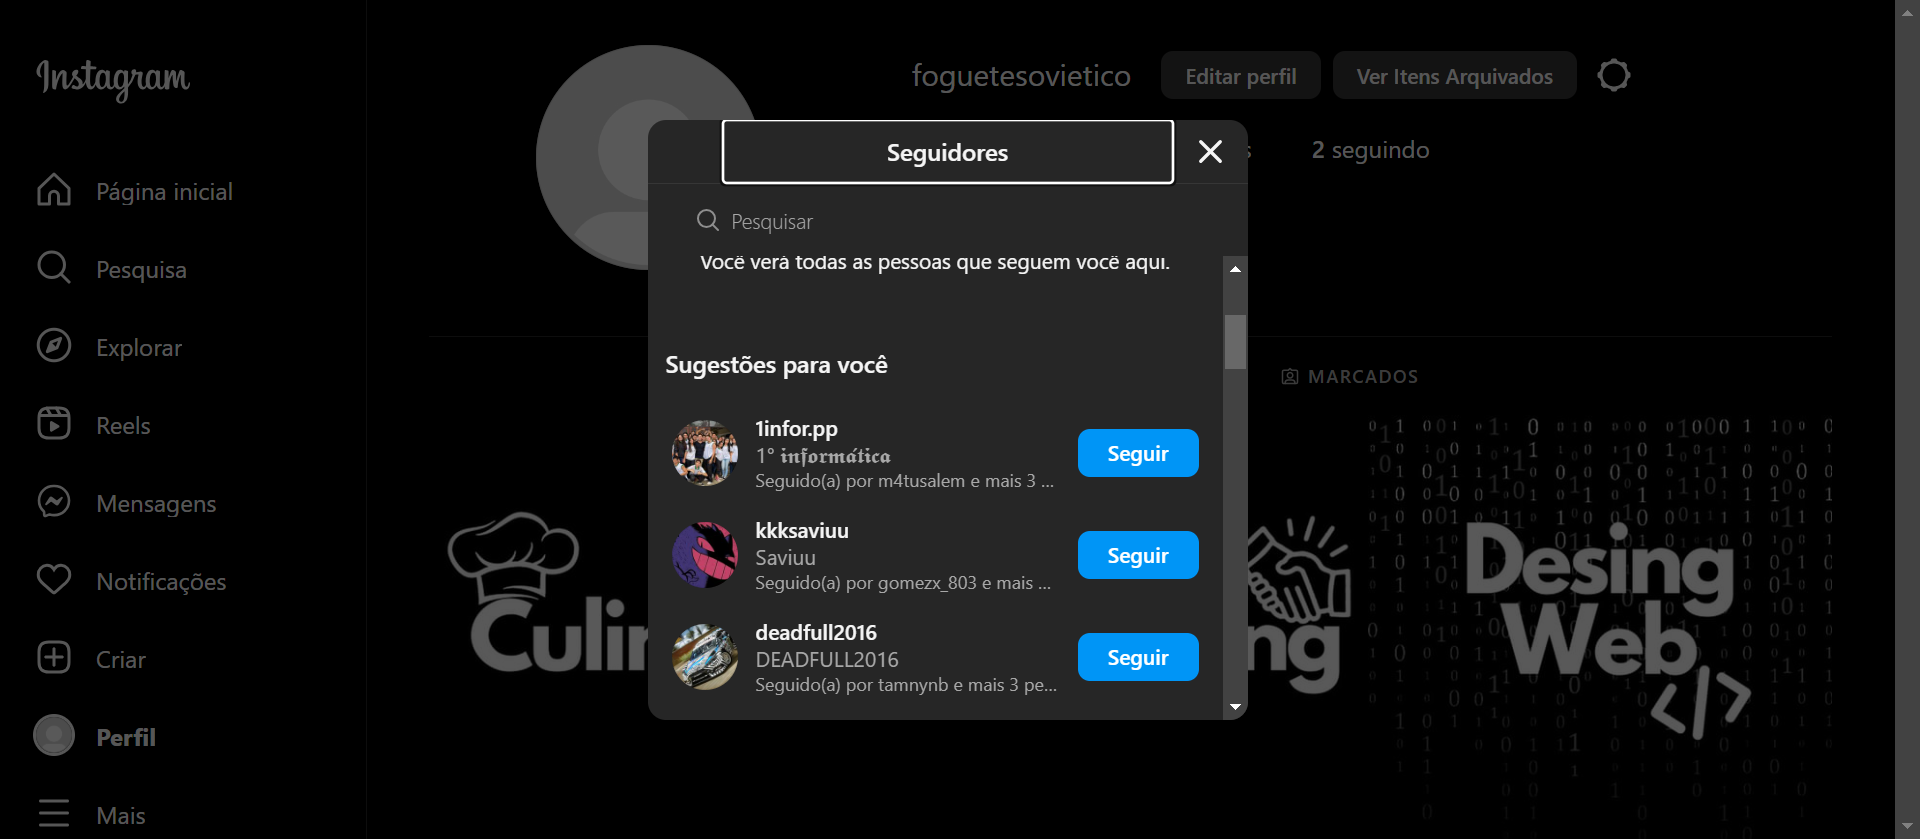 Instagram
Página inicial
Pesquisa
Explorar
Reels
Mensagens
Notificações
Criar
Perfil
Mais
foguetesovietico
Editar perfil
Ver Itens Arquivados
2 seguindo
Seguidores
Pesquisar
Você verá todas as pessoas que seguem você aqui.
Sugestões para você
1infor.pp
1° 𝖎𝖓𝖋𝖔𝖗𝖒á𝖙𝖎𝖈𝖆
Seguido(a) por m4tusalem e mais 3 ...
Seguir
kkksaviuu
Saviuu
Seguido(a) por gomezx_803 e mais ...
Seguir
deadfull2016
DEADFULL2016
Seguido(a) por tamnynb e mais 3 pe...
Seguir
MARCADOS
Desing
Web
</>